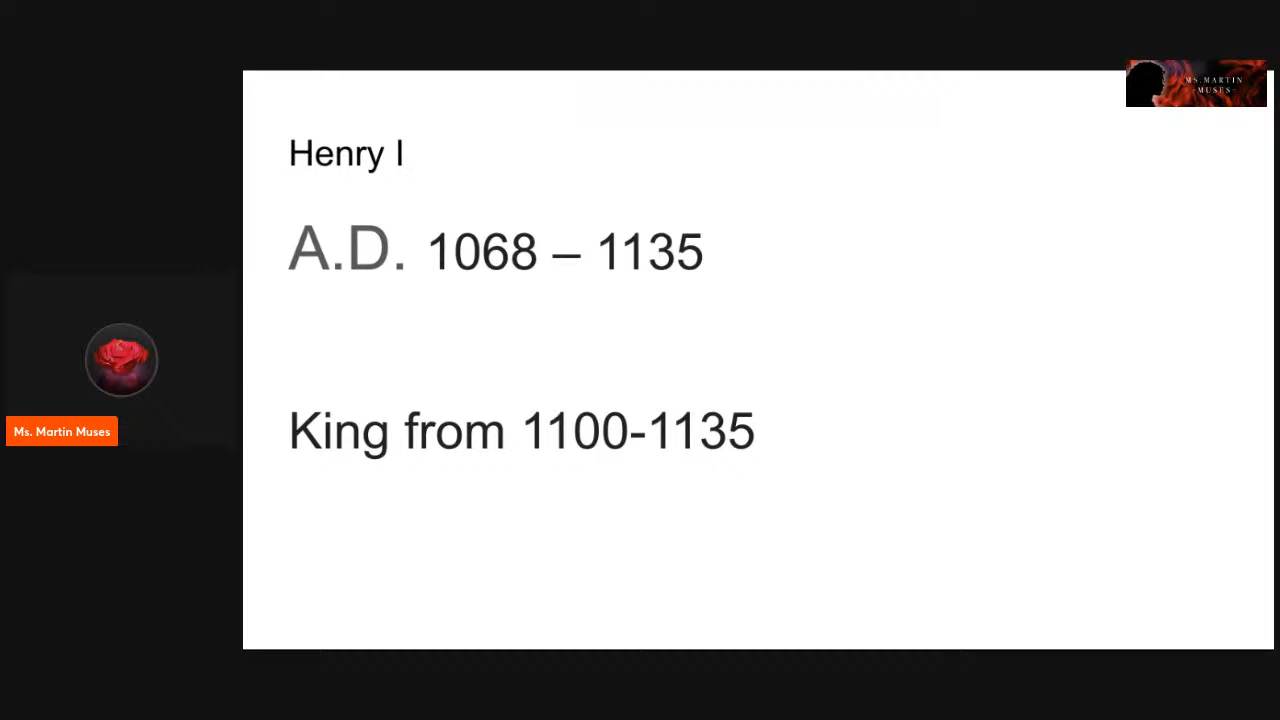 MS. MARTIN
-MUSES-
Henry I
A.D. 1068 – 1135
Ms. Martin Muses
King from 1100-1135